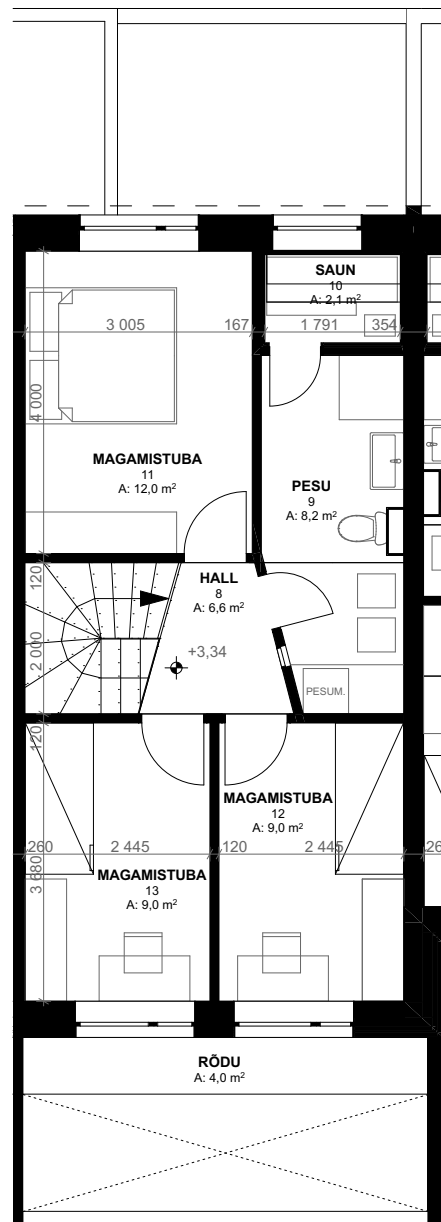 SAUN
10
A: 2,1 m²
3 005
167
1 791
354
4 000
MAGAMISTUBA
11
A: 12,0 m²
PESU
9
A: 8,2 m²
120
HALL
8
A: 6,6 m²
2 000
+3,34
PESUM.
120
MAGAMISTUBA
12
A: 9,0 m²
260
2 445
120
2 445
26
3 680
MAGAMISTUBA
13
A: 9,0 m²
RÕDU
A: 4,0 m²